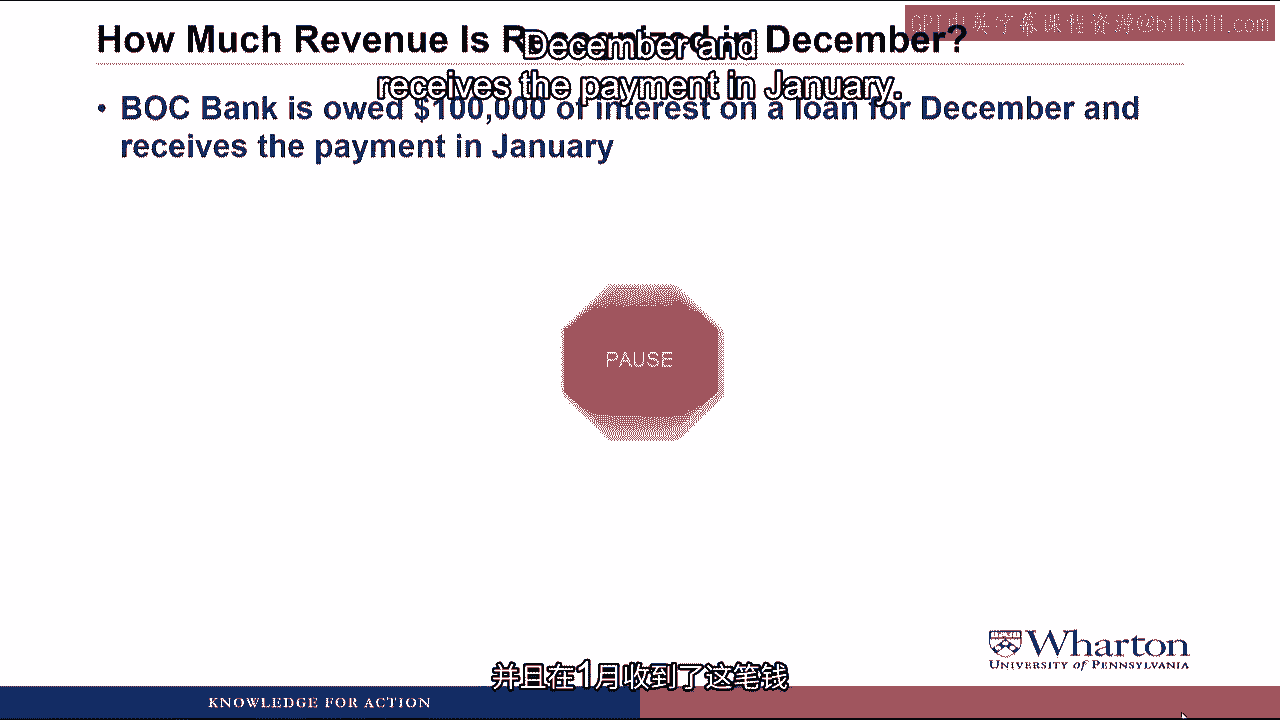 GPT中英字幕课程资源@bilibili.com
How Much Revenue Is Recognized in December?
December and
receives the payment in January.
• BOC Bank is owed $100,000 of interest on a loan for December and
receives the payment in January
PAUSE
Wharton
UNIVERSITY of PENNSYLVANIA
并且在1月收到了这笔钱
KNOWLEDGE FOR ACTION